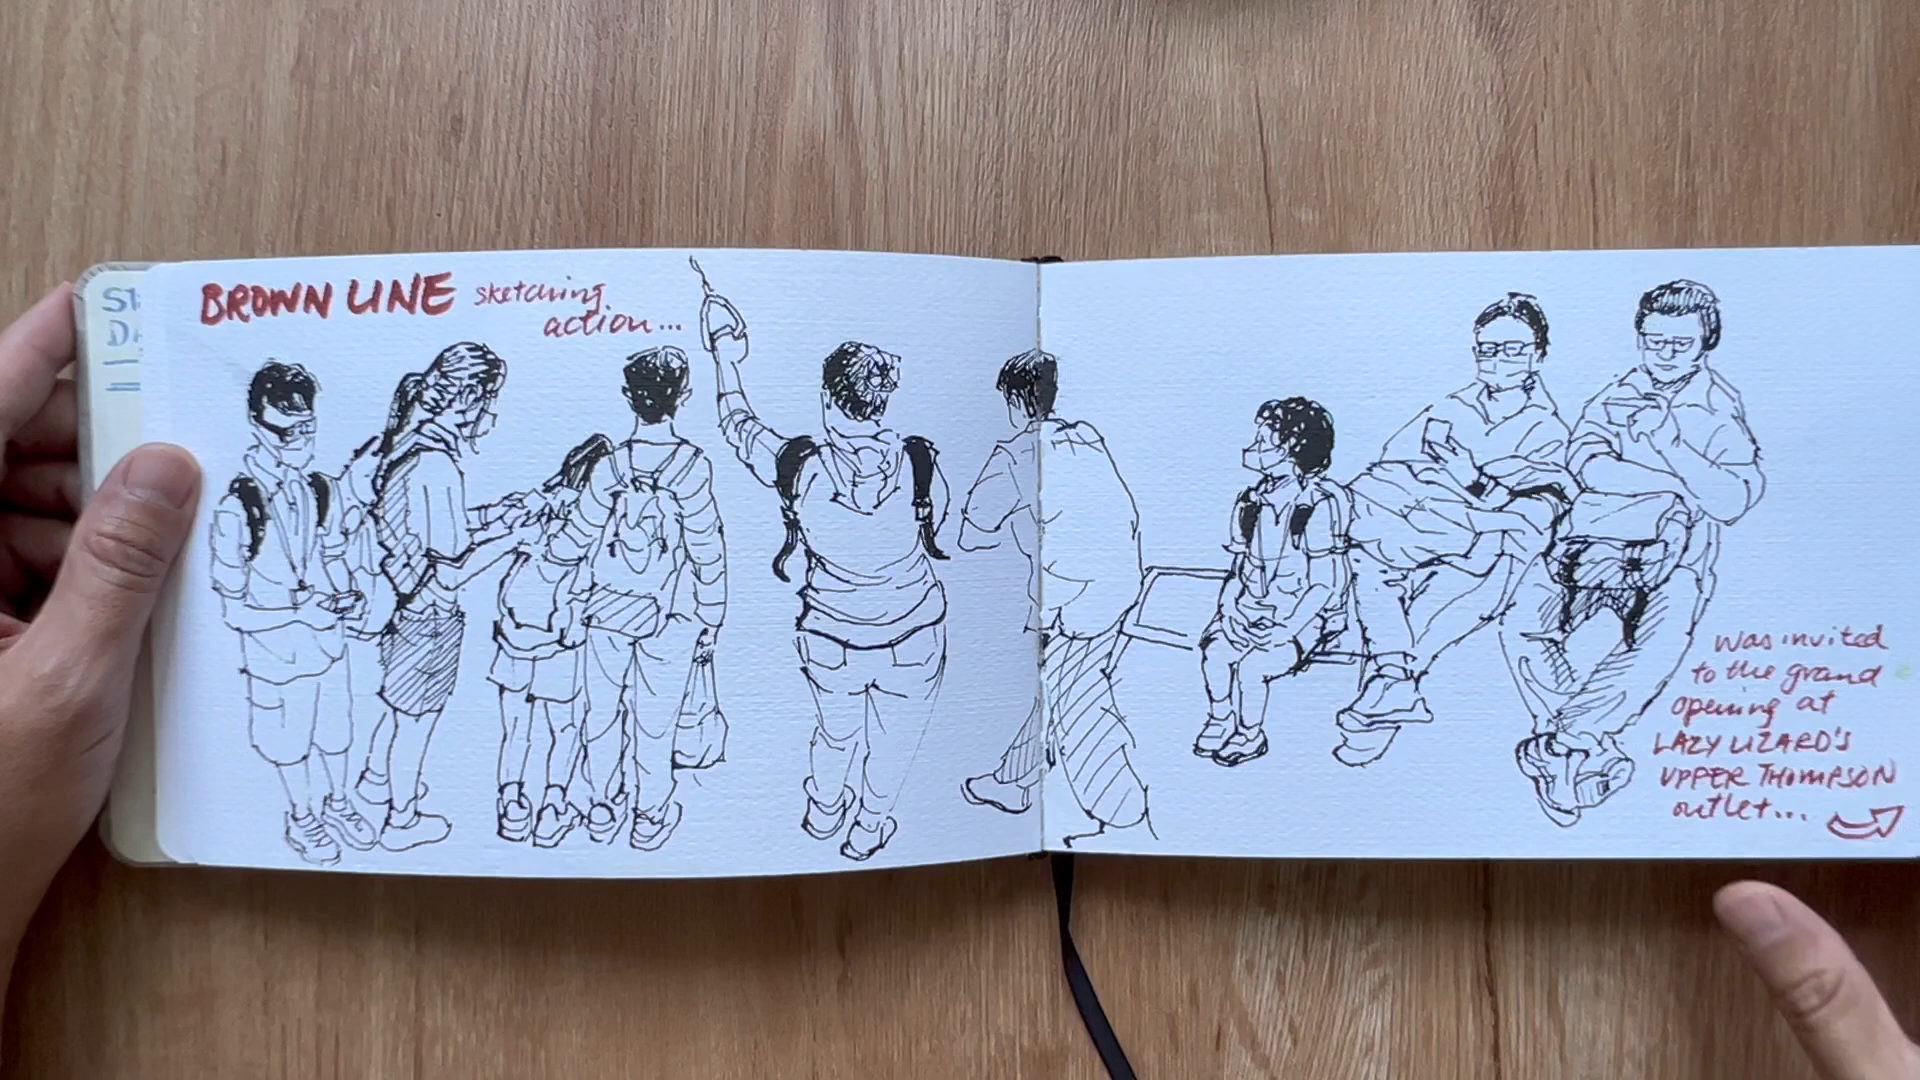 BROWN LINE sketching
action...
was invited
to the grand
opening at
LAZY LIZARD'S
UPPER THOMPSON
outlet...